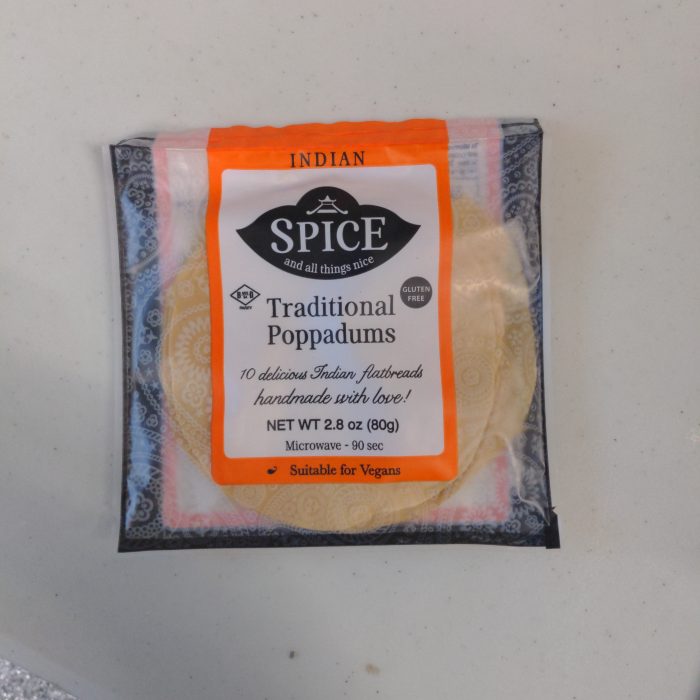 INDIAN
SPICE
and all things nice
GLUTEN
FREE
Traditional
Poppadums
10 delicious Indian flatbreads
handmade with love!
NET WT 2.8 oz (80g)
Microwave - 90 sec
Suitable for Vegans